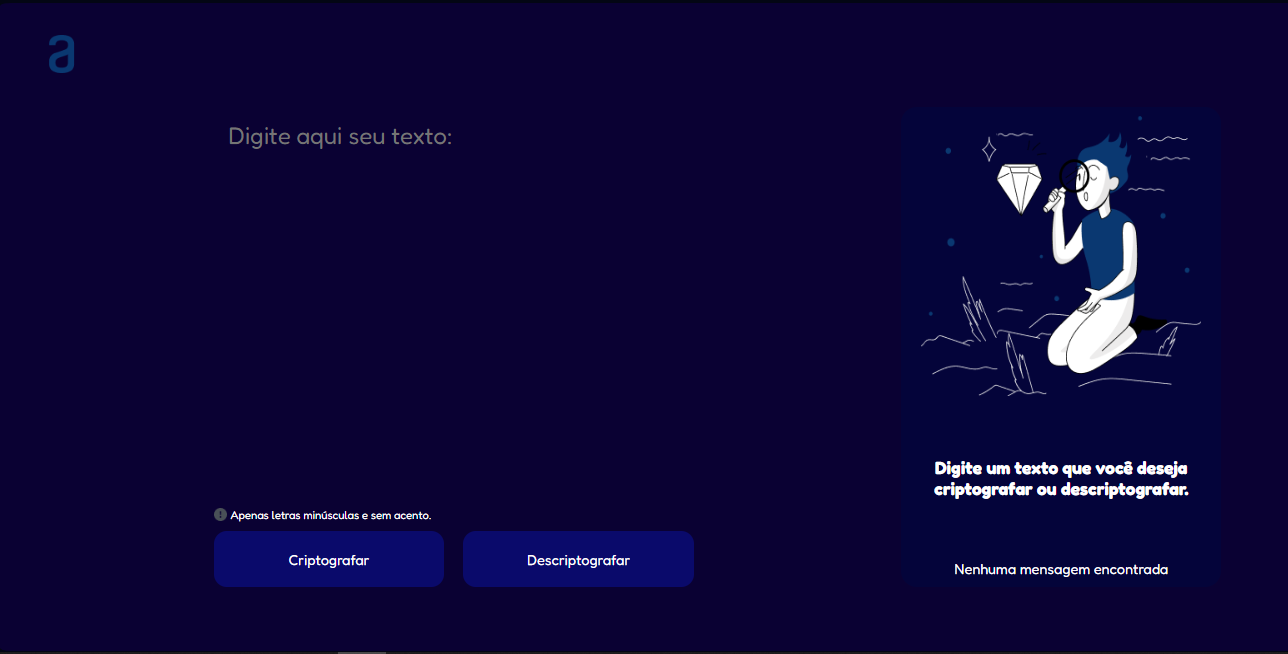 a
Digite aqui seu texto:
Digite um texto que você deseja
criptografar ou descriptografar.
Apenas letras minúsculas e sem acento.
Criptografar
Descriptografar
Nenhuma mensagem encontrada